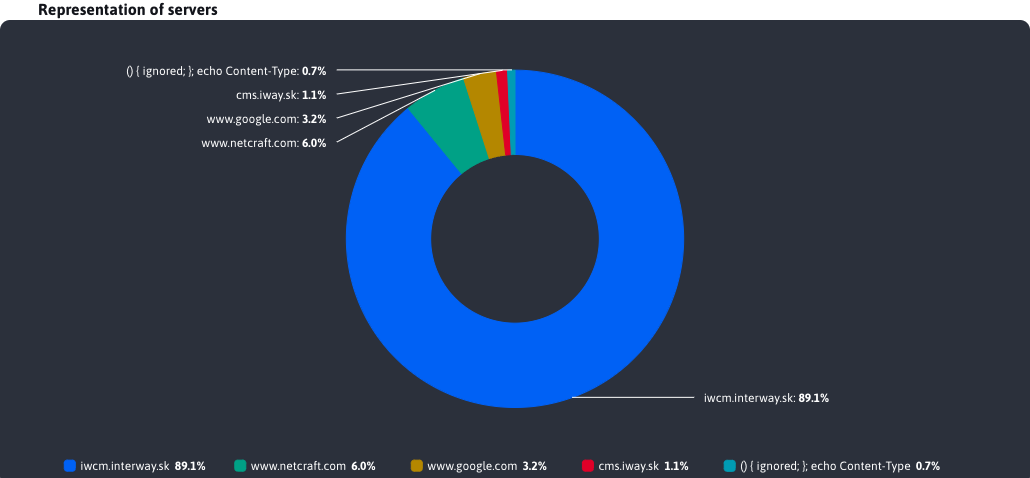 Representation of servers
() { ignored; }; echo Content-Type: 0.7%
cms.iway.sk: 1.1%
www.google.com: 3.2%
www.netcraft.com: 6.0%
iwcm.interway.sk: 89.1%
iwcm.interway.sk 89.1% www.netcraft.com 6.0% www.google.com 3.2% cms.iway.sk 1.1% () { ignored; }; echo Content-Type 0.7%